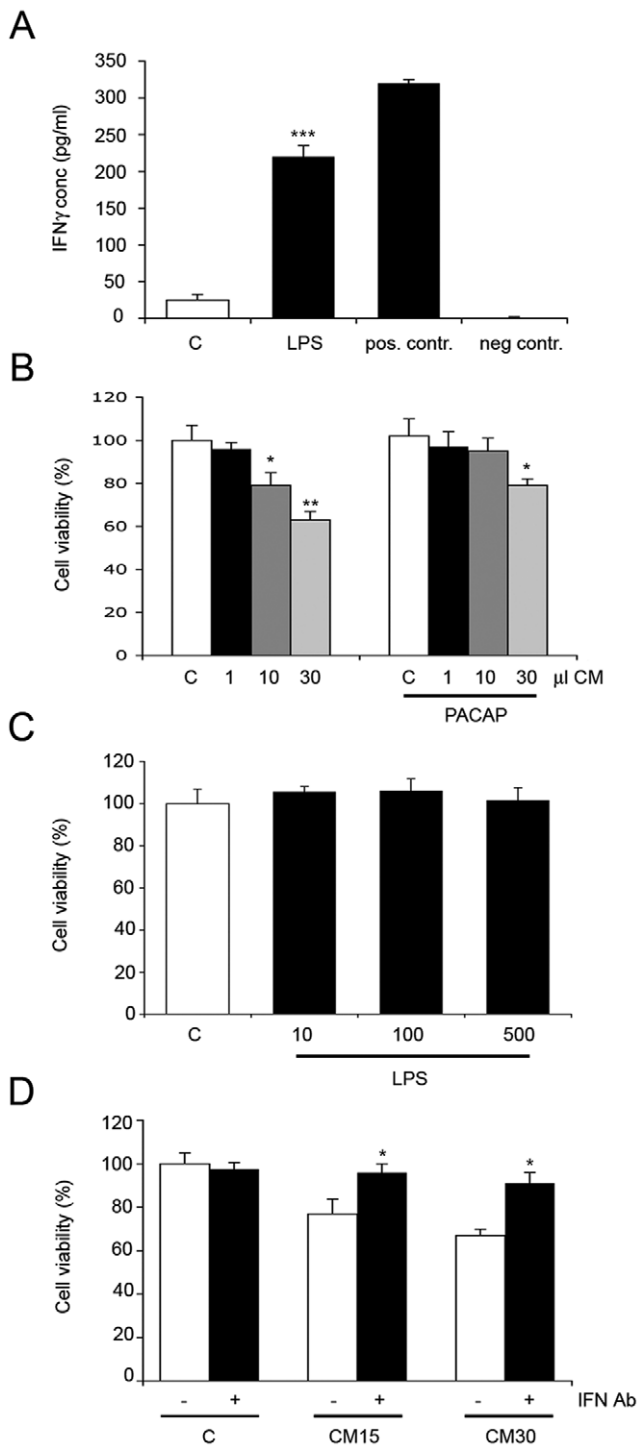 A
IFNγ conc (pg/ml)
350
300
250
200
150
100
50
0
***
C LPS pos. contr. neg contr.
B
Cell viability (%)
120
100
80
60
40
20
0
* ** *
C 1 10 30 C 1 10 30 µl CM
PACAP
C
Cell viability (%)
120
100
80
60
40
20
0
C 10 100 500
LPS
D
Cell viability (%)
120
100
80
60
40
20
0
* *
- + - + - + IFN Ab
C CM15 CM30